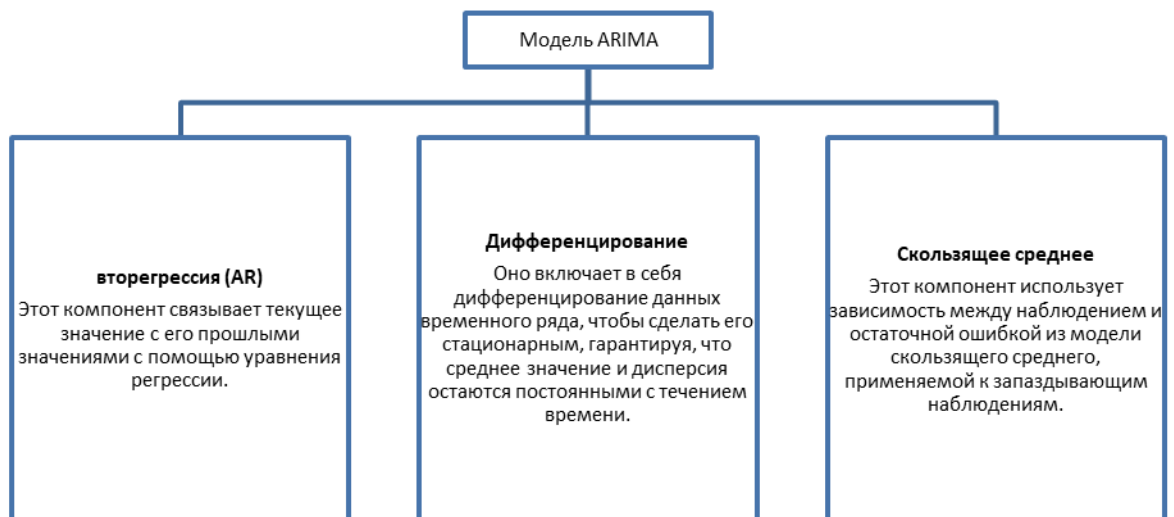 Модель ARIMA
вторегрессия (AR)
Этот компонент связывает текущее
значение с его прошлыми
значениями с помощью уравнения
регрессии.
Дифференцирование
Оно включает в себя
дифференцирование данных
временного ряда, чтобы сделать его
стационарным, гарантируя, что
среднее значение и дисперсия
остаются постоянными с течением
времени.
Скользящее среднее
Этот компонент использует
зависимость между наблюдением и
остаточной ошибкой из модели
скользящего среднего,
применяемой к запаздывающим
наблюдениям.